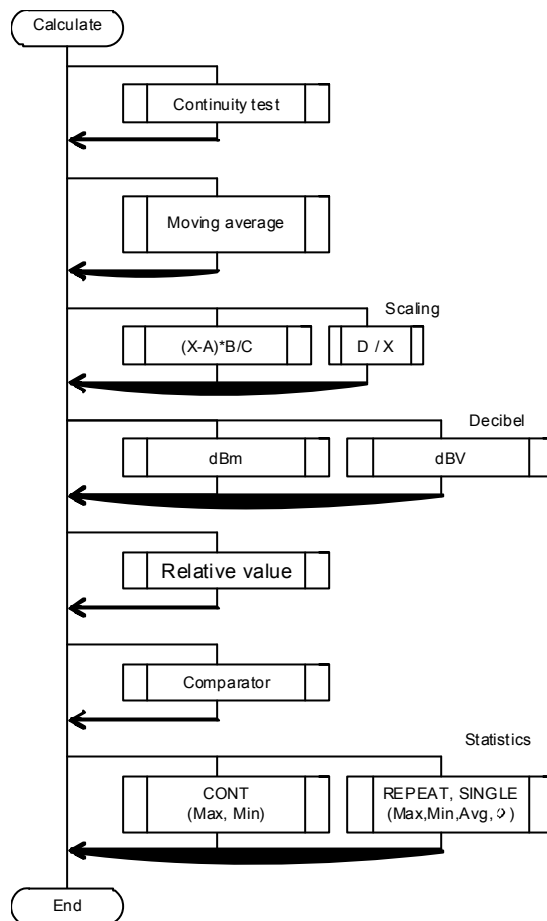 Calculate
Continuity test
Moving average
Scaling
(X-A)*B/C
D / X
Decibel
dBm
dBV
Relative value
Comparator
Statistics
CONT
(Max, Min)
REPEAT, SINGLE
(Max,Min,Avg, )
End